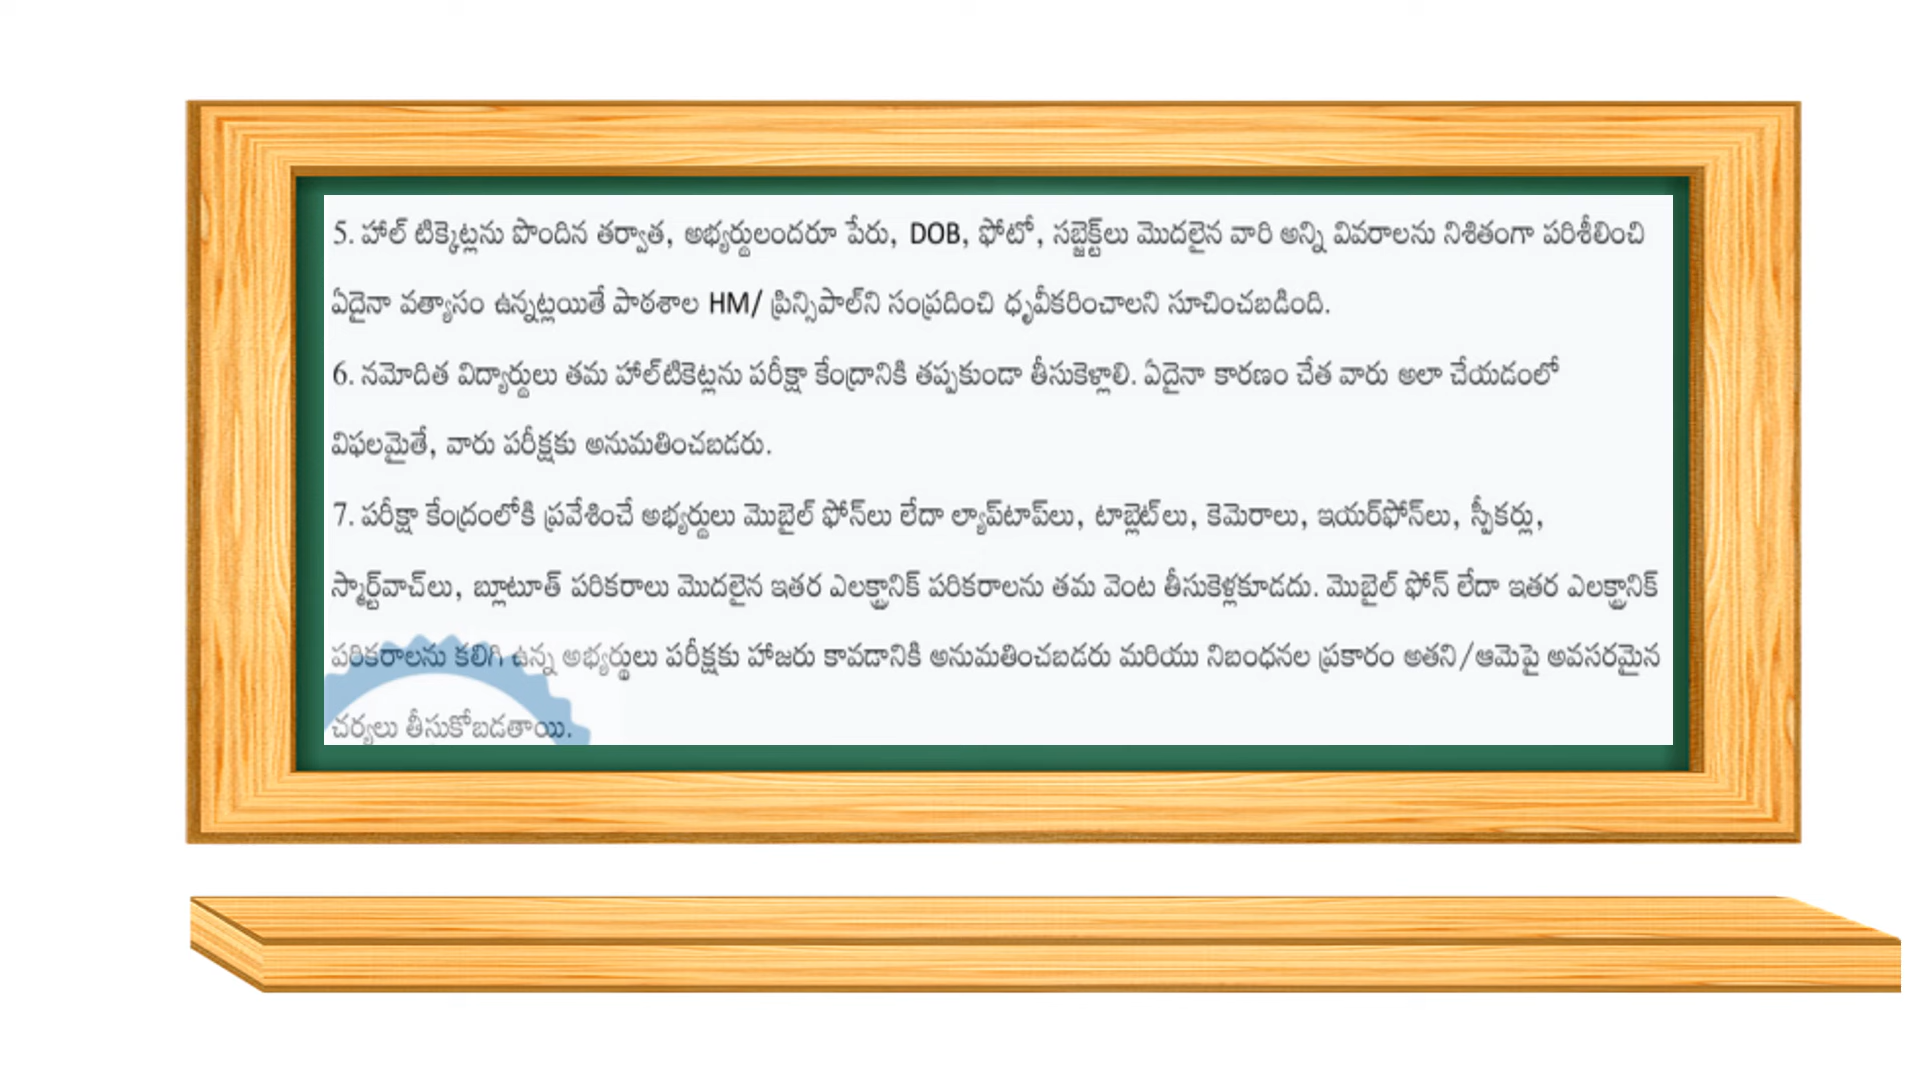 5. హాల్ టిక్కెట్లను పొందిన తర్వాత, అభ్యర్థులందరూ పేరు, DOB, ఫోటో, సబ్జెక్ట్‌లు మొదలైన వారి అన్ని వివరాలను నిశితంగా పరిశీలించి
ఏదైనా వత్యాసం ఉన్నట్లయితే పాఠశాల HM/ ప్రిన్సిపాల్‌ని సంప్రదించి ధృవీకరించాలని సూచించబడింది.
6. నమోదిత విద్యార్థులు తమ హాల్‌టికెట్లను పరీక్షా కేంద్రానికి తప్పకుండా తీసుకెళ్లాలి. ఏదైనా కారణం చేత వారు అలా చేయడంలో
విఫలమైతే, వారు పరీక్షకు అనుమతించబడరు.
7. పరీక్షా కేంద్రంలోకి ప్రవేశించే అభ్యర్థులు మొబైల్ ఫోన్‌లు లేదా ల్యాప్‌టాప్‌లు, టాబ్లెట్‌లు, కెమెరాలు, ఇయర్‌ఫోన్‌లు, స్పీకర్లు,
స్మార్ట్‌వాచ్‌లు, బ్లూటూత్ పరికరాలు మొదలైన ఇతర ఎలక్ట్రానిక్ పరికరాలను తమ వెంట తీసుకెళ్లకూడదు. మొబైల్ ఫోన్ లేదా ఇతర ఎలక్ట్రానిక్
పరికరాలను కలిగి ఉన్న అభ్యర్థులు పరీక్షకు హాజరు కావడానికి అనుమతించబడరు మరియు నిబంధనల ప్రకారం అతని/ఆమెపై అవసరమైన
చర్యలు తీసుకోబడతాయి.